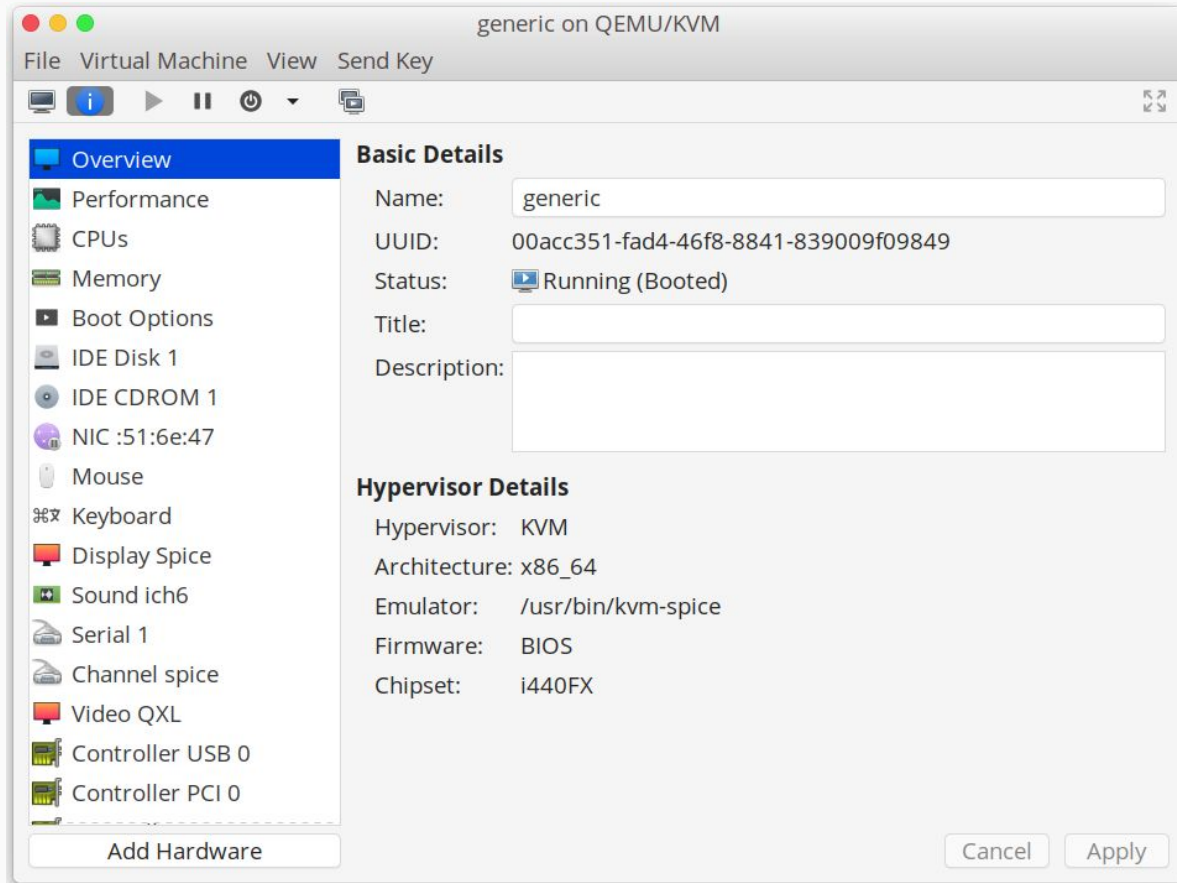 generic on QEMU/KVM
File Virtual Machine View Send Key
Overview
Performance
CPUs
Memory
Boot Options
IDE Disk 1
IDE CDROM 1
NIC :51:6e:47
Mouse
Keyboard
Display Spice
Sound ich6
Serial 1
Channel spice
Video QXL
Controller USB 0
Controller PCI 0
Add Hardware
Basic Details
Name: generic
UUID: 00acc351-fad4-46f8-8841-839009f09849
Status: Running (Booted)
Title:
Description:
Hypervisor Details
Hypervisor: KVM
Architecture: x86_64
Emulator: /usr/bin/kvm-spice
Firmware: BIOS
Chipset: i440FX
Cancel Apply